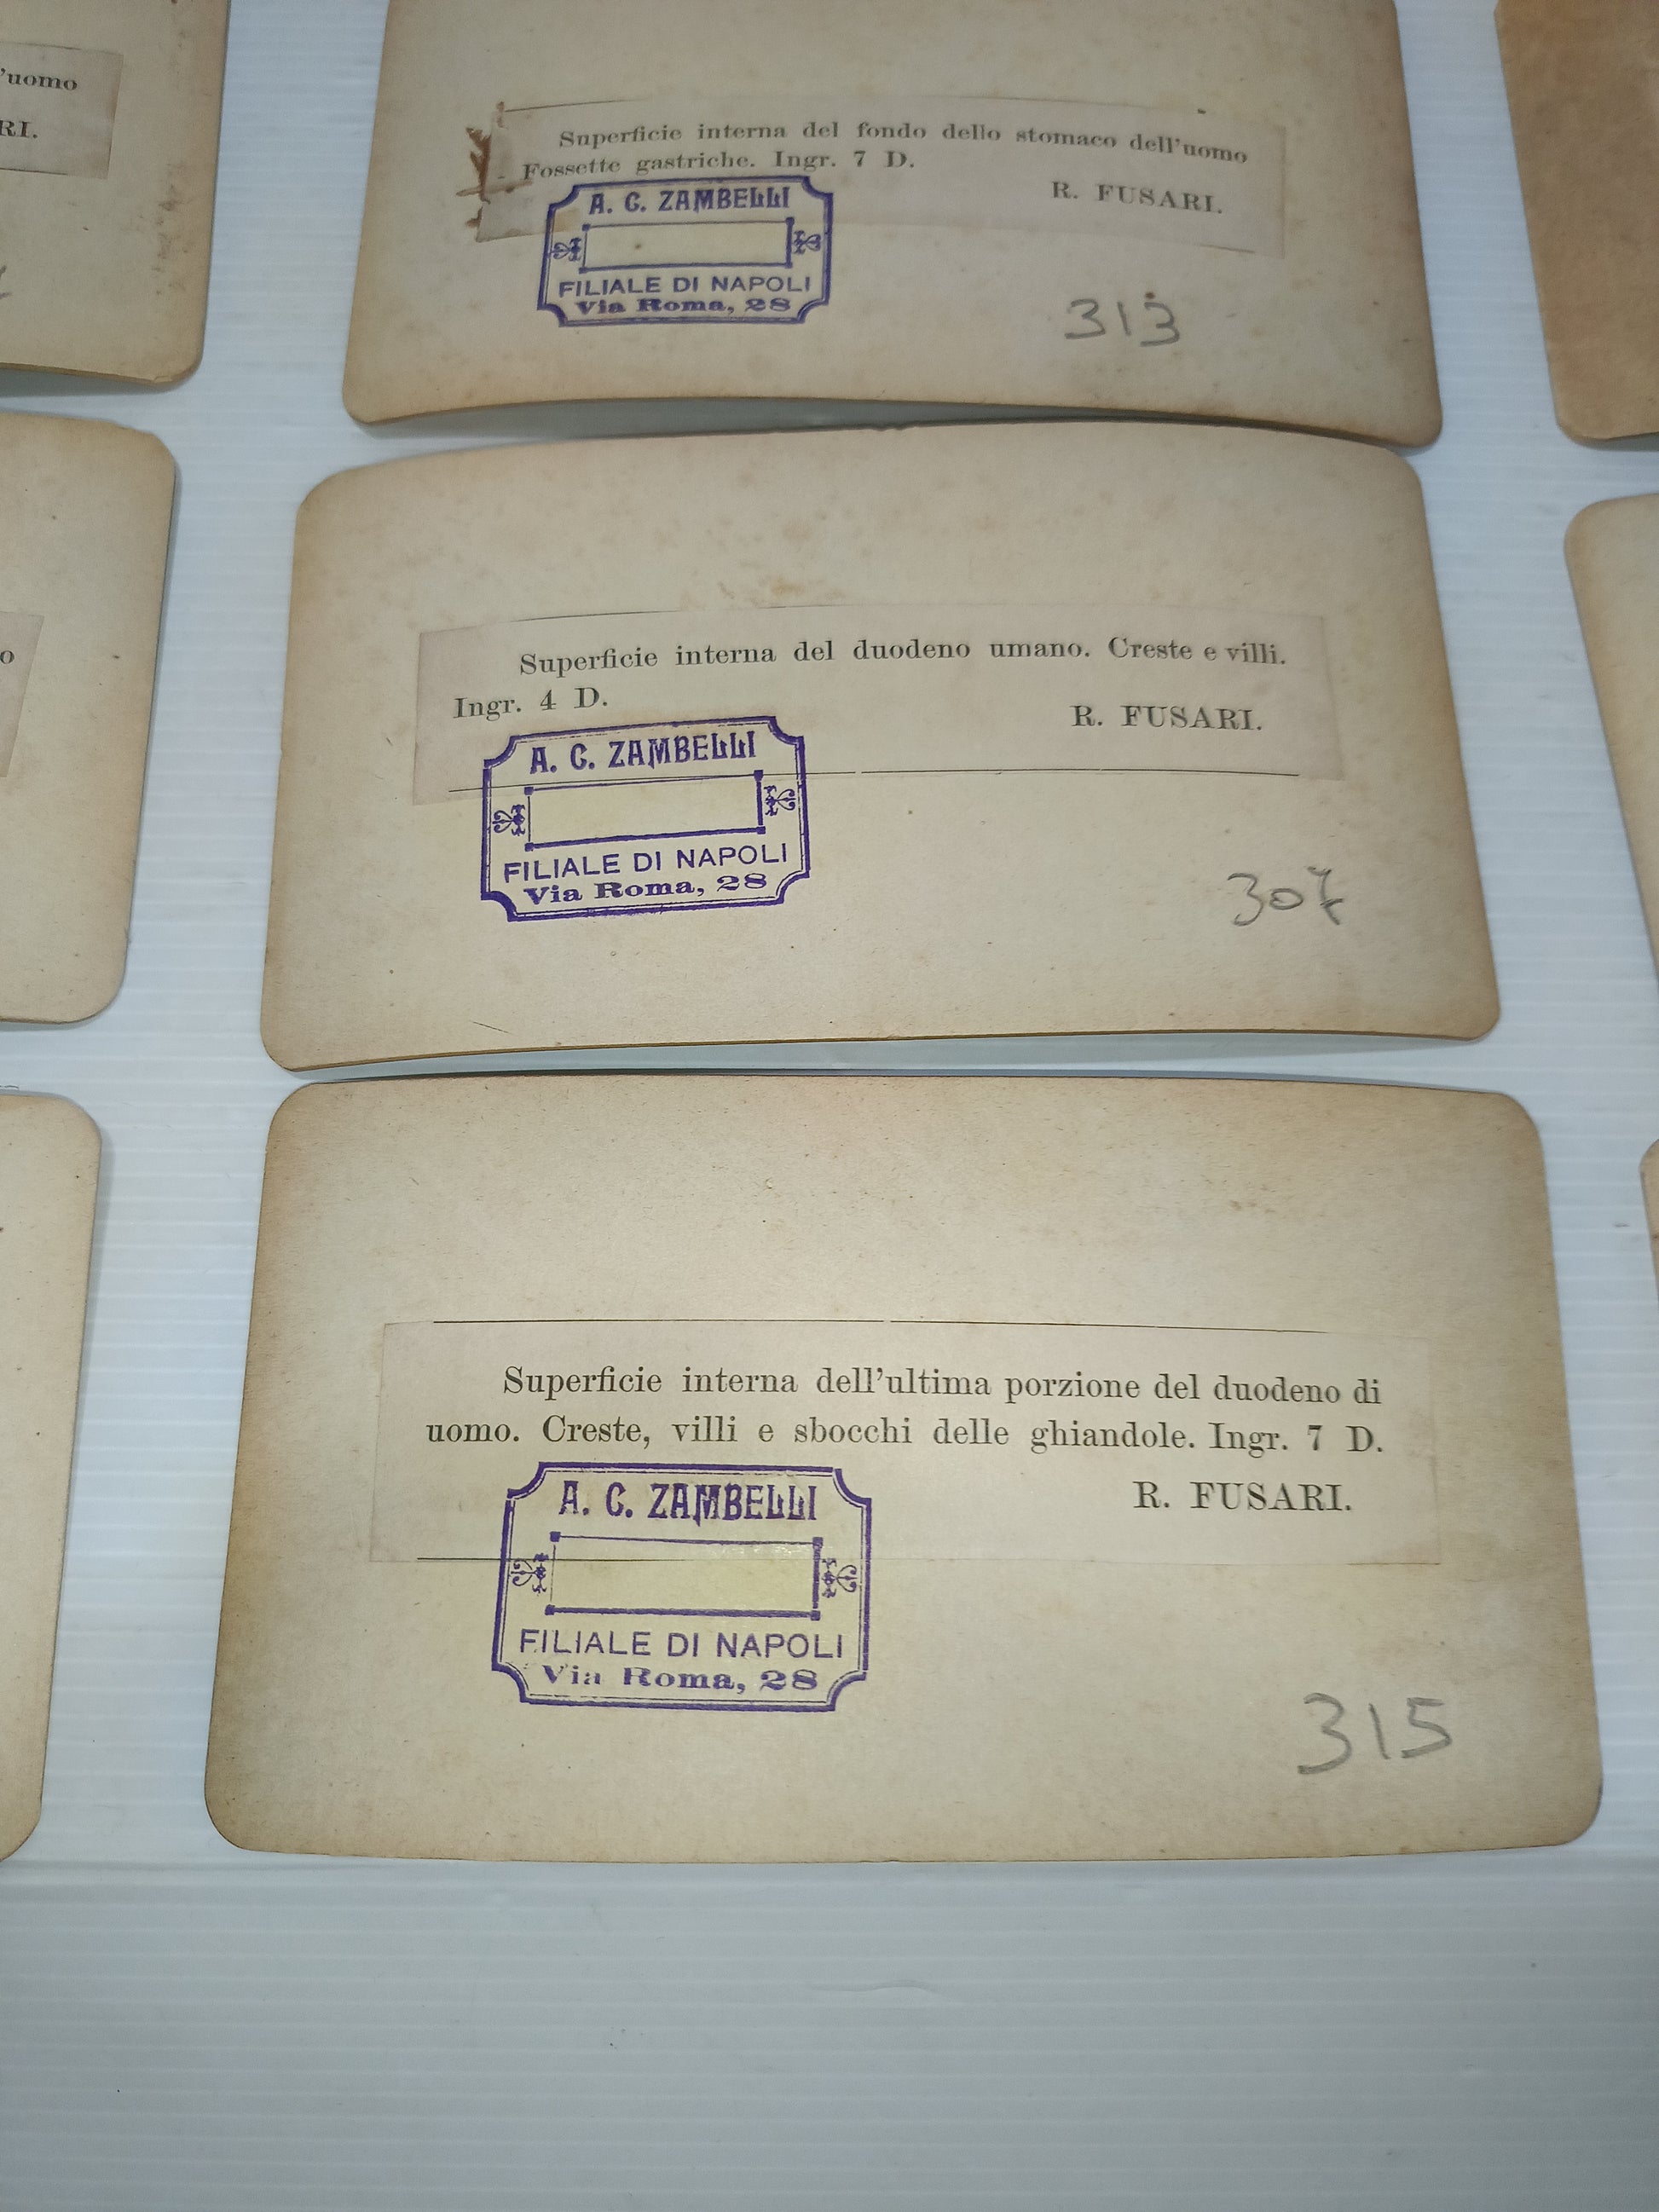 'uomo
RI.
Superficie interna del fondo dello stomaco dell'uomo
Fossette gastriche. Ingr. 7 D.
R. FUSARI.
A. C. ZAMBELLI
FILIALE DI NAPOLI
Via Roma, 28
313
o
Superficie interna del duodeno umano. Creste e villi.
Ingr. 4 D.
R. FUSARI.
A. C. ZAMBELLI
FILIALE DI NAPOLI
Via Roma, 28
307
Superficie interna dell'ultima porzione del duodeno di
uomo. Creste, villi e sbocchi delle ghiandole. Ingr. 7 D.
R. FUSARI.
A. C. ZAMBELLI
FILIALE DI NAPOLI
Via Roma, 28
315